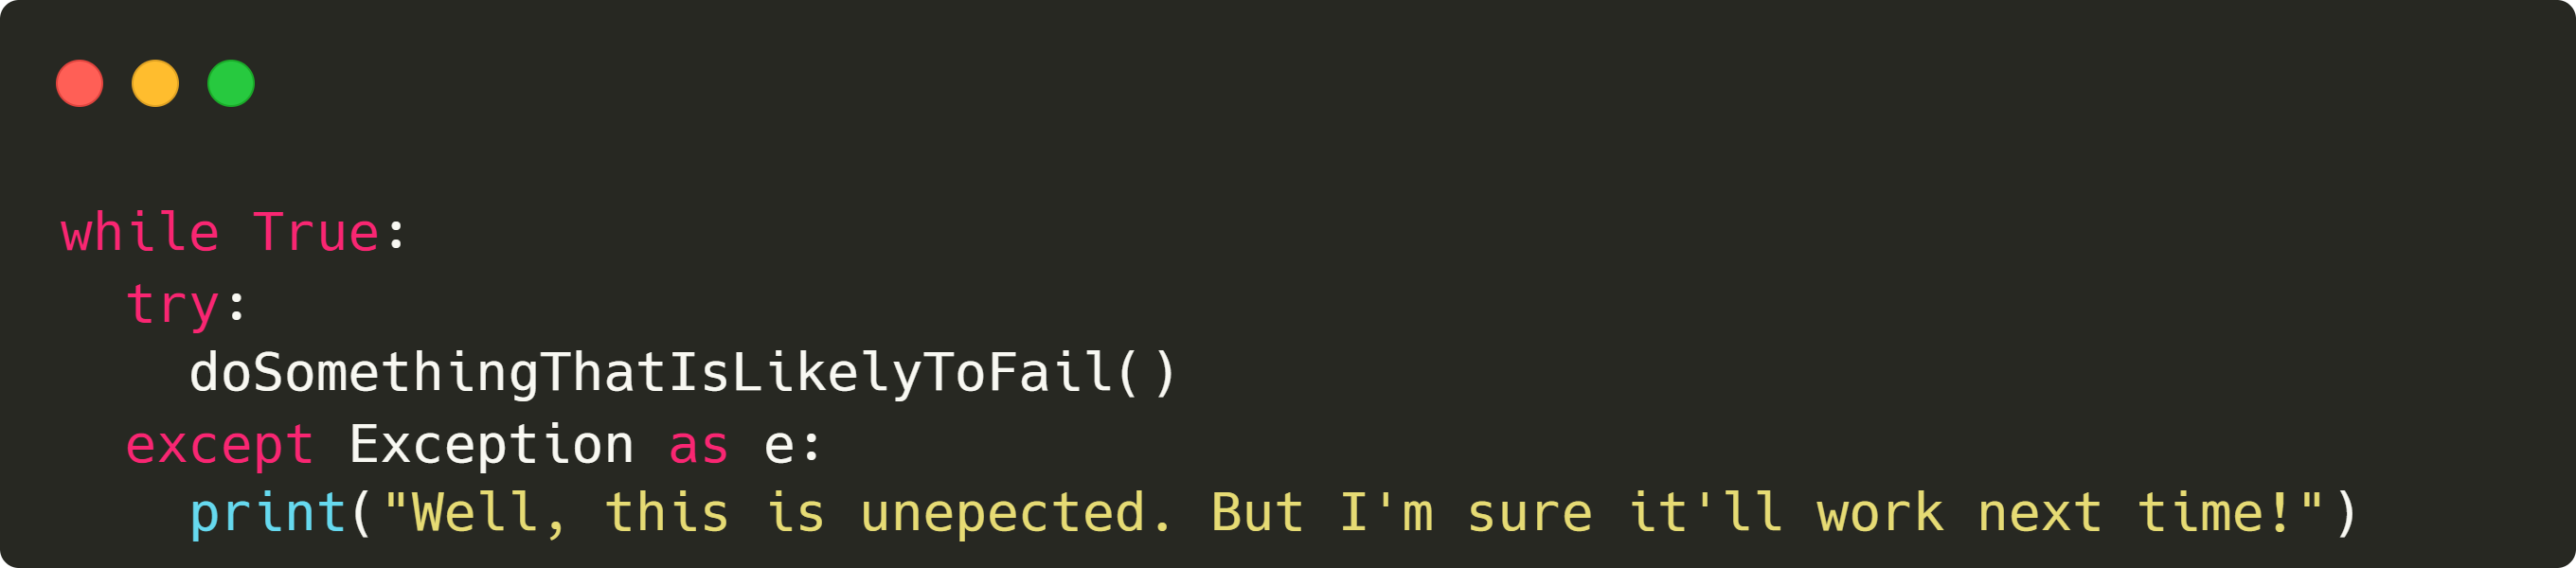 while True:
  try:
    doSomethingThatIsLikelyToFail()
  except Exception as e:
    print("Well, this is unepected. But I'm sure it'll work next time!")